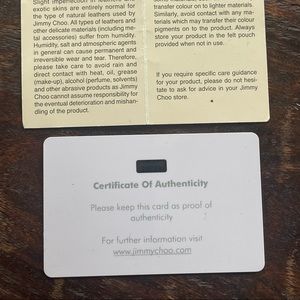 Slight imperfection in leathers and
exotic skins are entirely normal for
the type of natural leathers used by
Jimmy Choo. All types of leathers and
other delicate materials (including me-
tal accessories) suffer from humidity.
Humidity, salt and atmospheric agents
in general can cause permanent and
irreversible wear and tear. Therefore,
please take care to avoid rain and
direct contact with heat, oil, grease
(make-up), alcohol (perfume, solvents)
and other abrasive products as Jimmy
Choo cannot assume responsibility for
the eventual deterioration and mishan-
dling of the product.
transfer colour on to lighter materials.
Similarly, avoid contact with any ma-
terials which may transfer their colour
pigments on to the product. Always
store your product in the felt pouch
provided when not in use.
If you require specific care guidance
for your product, please do not hesi-
tate to ask for advice in your Jimmy
Choo store.
Certificate Of Authenticity
Please keep this card as proof of
authenticity
For further information visit
www.jimmychoo.com